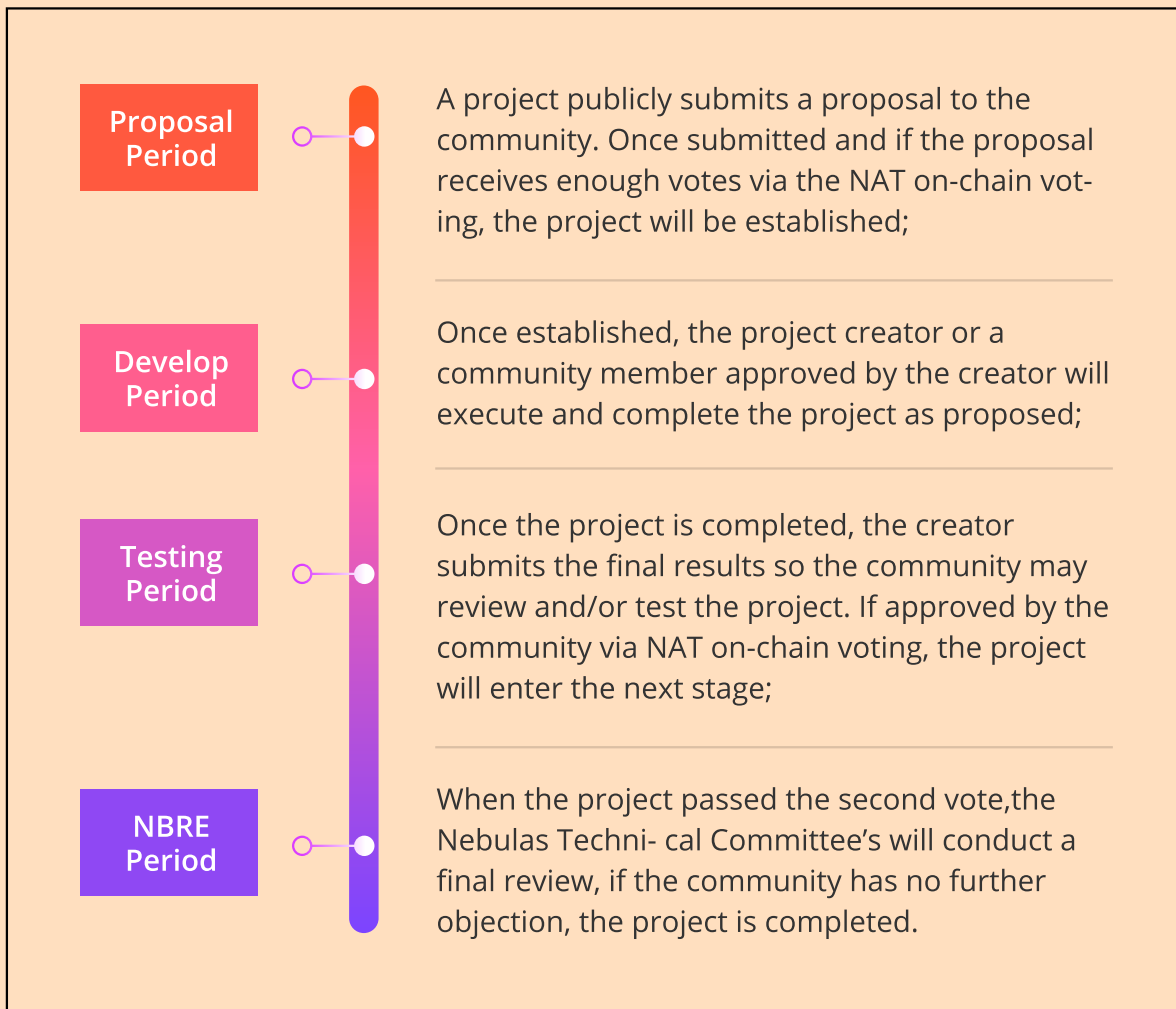 Proposal
Period
A project publicly submits a proposal to the
community. Once submitted and if the proposal
receives enough votes via the NAT on-chain vot-
ing, the project will be established;
Develop
Period
Once established, the project creator or a
community member approved by the creator will
execute and complete the project as proposed;
Testing
Period
Once the project is completed, the creator
submits the final results so the community may
review and/or test the project. If approved by the
community via NAT on-chain voting, the project
will enter the next stage;
NBRE
Period
When the project passed the second vote,the
Nebulas Techni- cal Committee’s will conduct a
final review, if the community has no further
objection, the project is completed.